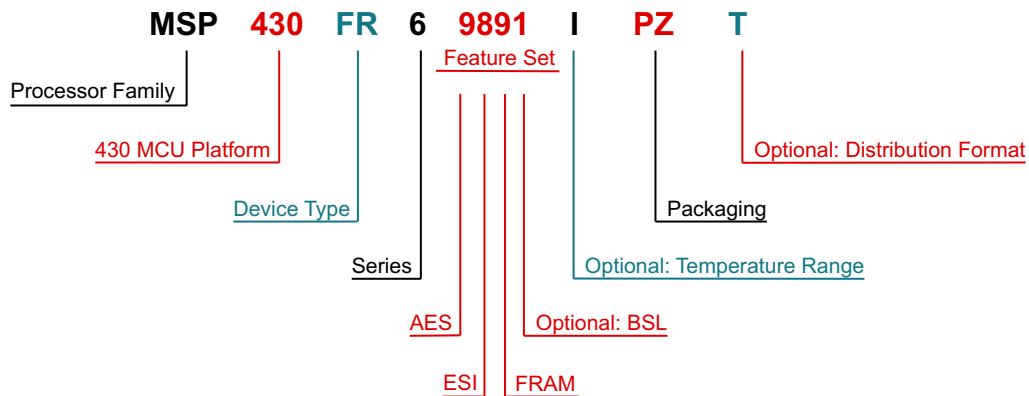 MSP 430 FR 6 9891 I PZ T
Feature Set
Processor Family
430 MCU Platform
Optional: Distribution Format
Device Type
Packaging
Series
Optional: Temperature Range
AES
Optional: BSL
ESI
FRAM